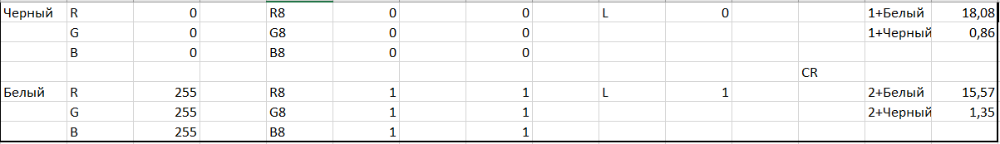 Черный R 0 R8 0 0 L 0 1+Белый 18,08
G 0 G8 0 0 1+Черный 0,86
B 0 B8 0 0
CR
Белый R 255 R8 1 1 L 1 2+Белый 15,57
G 255 G8 1 1 2+Черный 1,35
B 255 B8 1 1